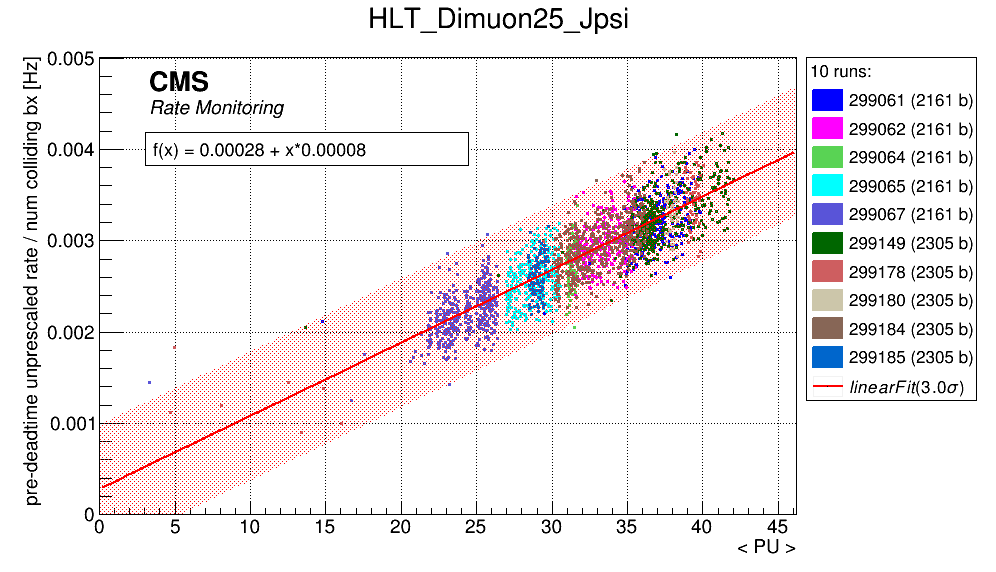 HLT_Dimuon25_Jpsi
pre-deadtime unprescaled rate / num colliding bx [Hz]
0.005
0.004
0.003
0.002
0.001
0
CMS
Rate Monitoring
f(x) = 0.00028 + x*0.00008
0 5 10 15 20 25 30 35 40 45
< PU >
10 runs:
299061 (2161 b)
299062 (2161 b)
299064 (2161 b)
299065 (2161 b)
299067 (2161 b)
299149 (2305 b)
299178 (2305 b)
299180 (2305 b)
299184 (2305 b)
299185 (2305 b)
linearFit(3.0σ)